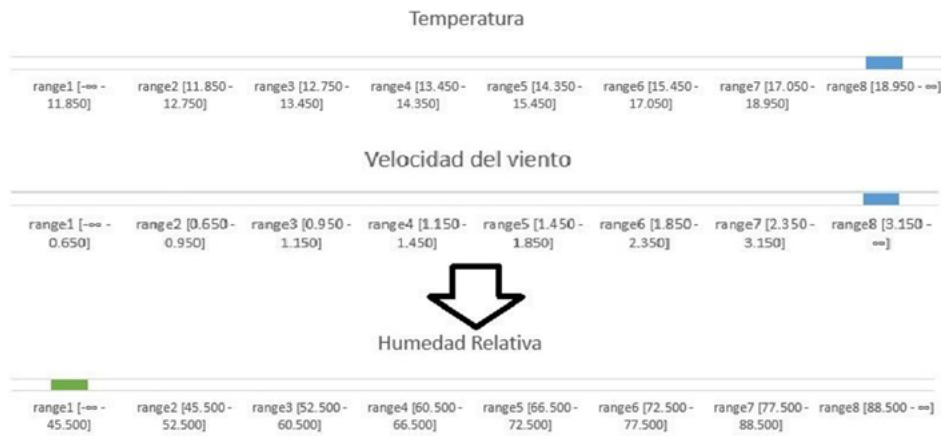 Temperatura
range1 [-∞ - range2 [11.850 - range3 [12.750 - range4 [13.450 - range5 [14.350 - range6 [15.450 - range7 [17.050 - range8 [18.950 - ∞]
11.850] 12.750] 13.450] 14.350] 15.450] 17.050] 18.950]
Velocidad del viento
range1 [-∞ - range2 [0.650 - range3 [0.950 - range4 [1.150 - range5 [1.450 - range6 [1.850 - range7 [2.350 - range8 [3.150 -
0.650] 0.950] 1.150] 1.450] 1.850] 2.350] 3.150] ∞]
Humedad Relativa
range1 [-∞ - range2 [45.500 - range3 [52.500 - range4 [60.500 - range5 [66.500 - range6 [72.500 - range7 [77.500 - range8 [88.500 - ∞]
45.500] 52.500] 60.500] 66.500] 72.500] 77.500] 88.500]